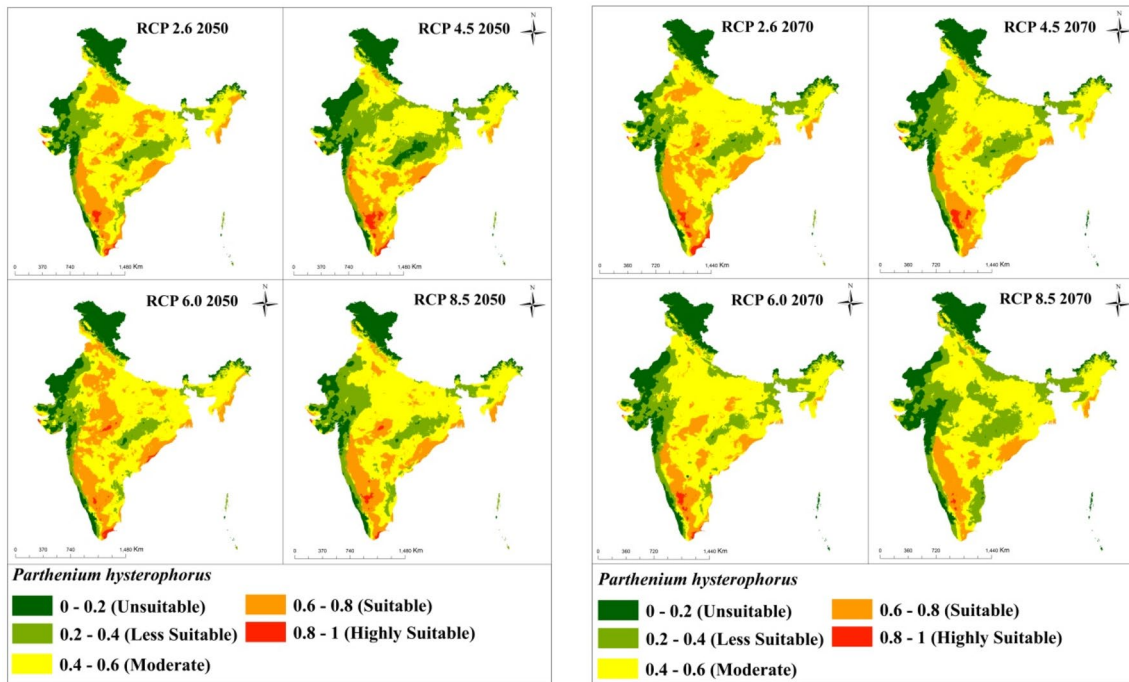 RCP 2.6 2050
N
RCP 4.5 2050
N
0 370 740 1,480 Km
0 370 740 1,480 Km
RCP 6.0 2050
N
RCP 8.5 2050
N
0 370 740 1,480 Km
0 370 740 1,480 Km
Parthenium hysterophorus
0 - 0.2 (Unsuitable)
0.6 - 0.8 (Suitable)
0.2 - 0.4 (Less Suitable)
0.8 - 1 (Highly Suitable)
0.4 - 0.6 (Moderate)
RCP 2.6 2070
N
RCP 4.5 2070
N
0 360 720 1,440 Km
0 360 720 1,440 Km
RCP 6.0 2070
N
RCP 8.5 2070
N
0 360 720 1,440 Km
0 360 720 1,440 Km
Parthenium hysterophorus
0 - 0.2 (Unsuitable)
0.6 - 0.8 (Suitable)
0.2 - 0.4 (Less Suitable)
0.8 - 1 (Highly Suitable)
0.4 - 0.6 (Moderate)